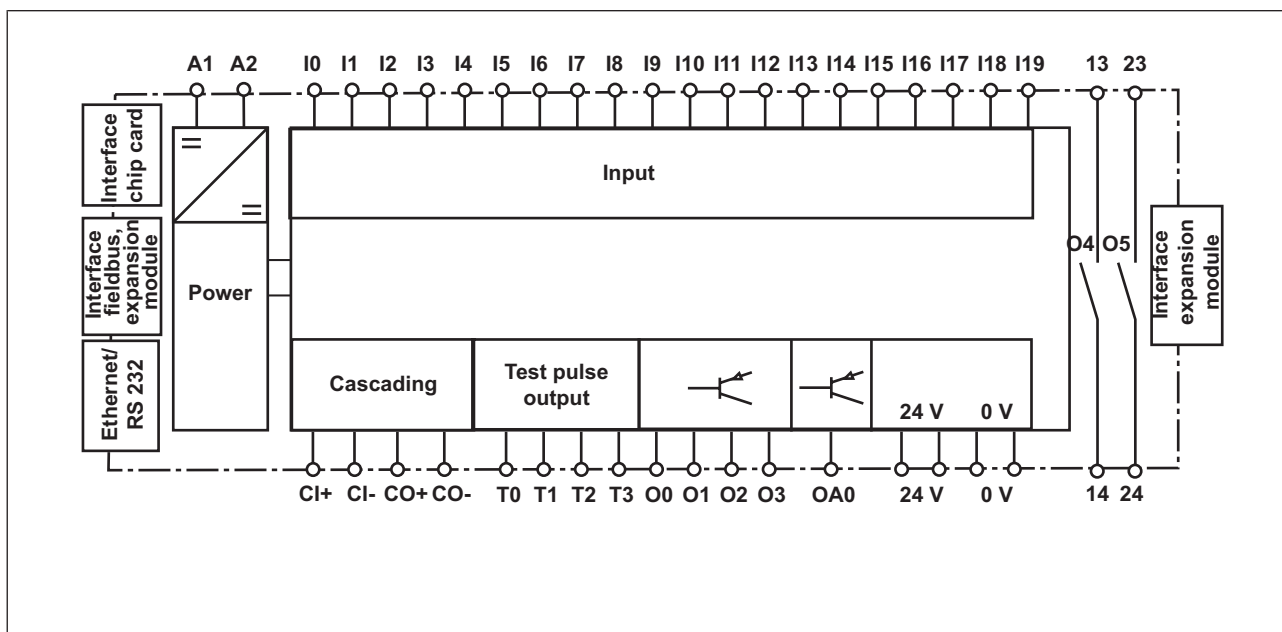 A1 A2 I0 I1 I2 I3 I4 I5 I6 I7 I8 I9 I10 I11 I12 I13 I14 I15 I16 I17 I18 I19 13 23
Interface
chip card
Interface
fieldbus,
expansion
module
Ethernet/
RS 232
Power
Input
O4 O5
Interface
expansion
module
Cascading
Test pulse
output
24 V 0 V
CI+ CI- CO+ CO- T0 T1 T2 T3 O0 O1 O2 O3 OA0 24 V 0 V 14 24